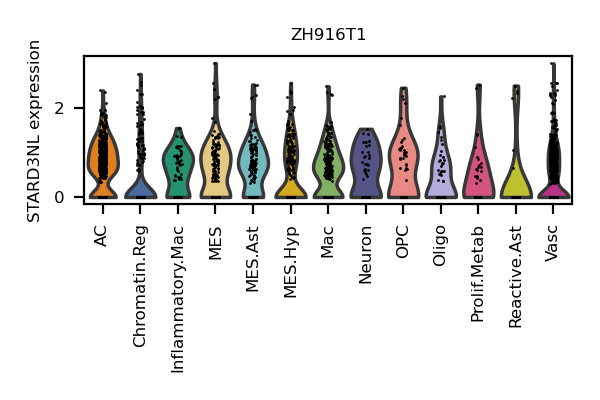 ZH916T1
STARD3NL expression
2
0
AC
Chromatin.Reg
Inflammatory.Mac
MES
MES.Ast
MES.Hyp
Mac
Neuron
OPC
Oligo
Prolif.Metab
Reactive.Ast
Vasc